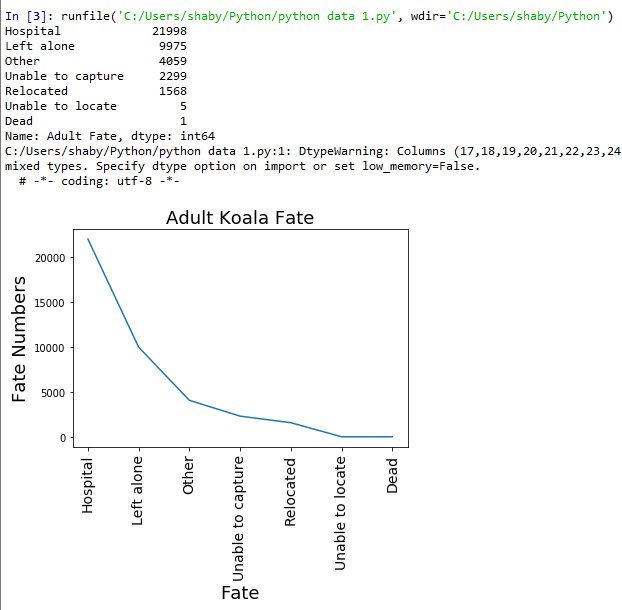 In [3]: runfile('C:/Users/shaby/Python/python data 1.py', wdir='C:/Users/shaby/Python')
Hospital 21998
Left alone 9975
Other 4059
Unable to capture 2299
Relocated 1568
Unable to locate 5
Dead 1
Name: Adult Fate, dtype: int64
C:/Users/shaby/Python/python data 1.py:1: DtypeWarning: Columns (17,18,19,20,21,22,23,24
mixed types. Specify dtype option on import or set low_memory=False.
# -*- coding: utf-8 -*-
Adult Koala Fate
Fate Numbers
20000
15000
10000
5000
0
Hospital
Left alone
Other
Unable to capture
Relocated
Unable to locate
Dead
Fate